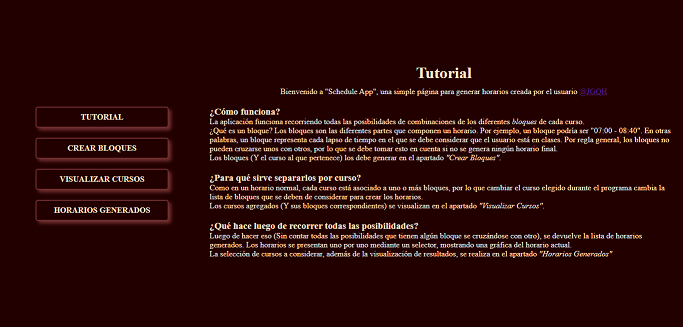 Tutorial
Bienvenido a "Schedule App", una simple página para generar horarios creada por el usuario @JGQH
TUTORIAL
CREAR BLOQUES
VISUALIZAR CURSOS
HORARIOS GENERADOS
¿Cómo funciona?
La aplicación funciona recorriendo todas las posibilidades de combinaciones de los diferentes bloques de cada curso.
¿Qué es un bloque? Los bloques son las diferentes partes que componen un horario. Por ejemplo, un bloque podría ser "07:00 - 08:40". En otras
palabras, un bloque representa cada lapso de tiempo en el que se debe considerar que el usuario está en clases. Por regla general, los bloques no
pueden cruzarse unos con otros, por lo que se debe tomar esto en cuenta si no se genera ningún horario final.
Los bloques (Y el curso al que pertenece) los debe generar en el apartado "Crear Bloques".
¿Para qué sirve separarlos por curso?
Como en un horario normal, cada curso está asociado a uno o más bloques, por lo que cambiar el curso elegido durante el programa cambia la
lista de bloques que se deben de considerar para crear los horarios.
Los cursos agregados (Y sus bloques correspondientes) se visualizan en el apartado "Visualizar Cursos".
¿Qué hace luego de recorrer todas las posibilidades?
Luego de hacer eso (Sin contar todas las posibilidades que tienen algún bloque se cruzándose con otro), se devuelve la lista de horarios
generados. Los horarios se presentan uno por uno mediante un selector, mostrando una gráfica del horario actual.
La selección de cursos a considerar, además de la visualización de resultados, se realiza en el apartado "Horarios Generados"